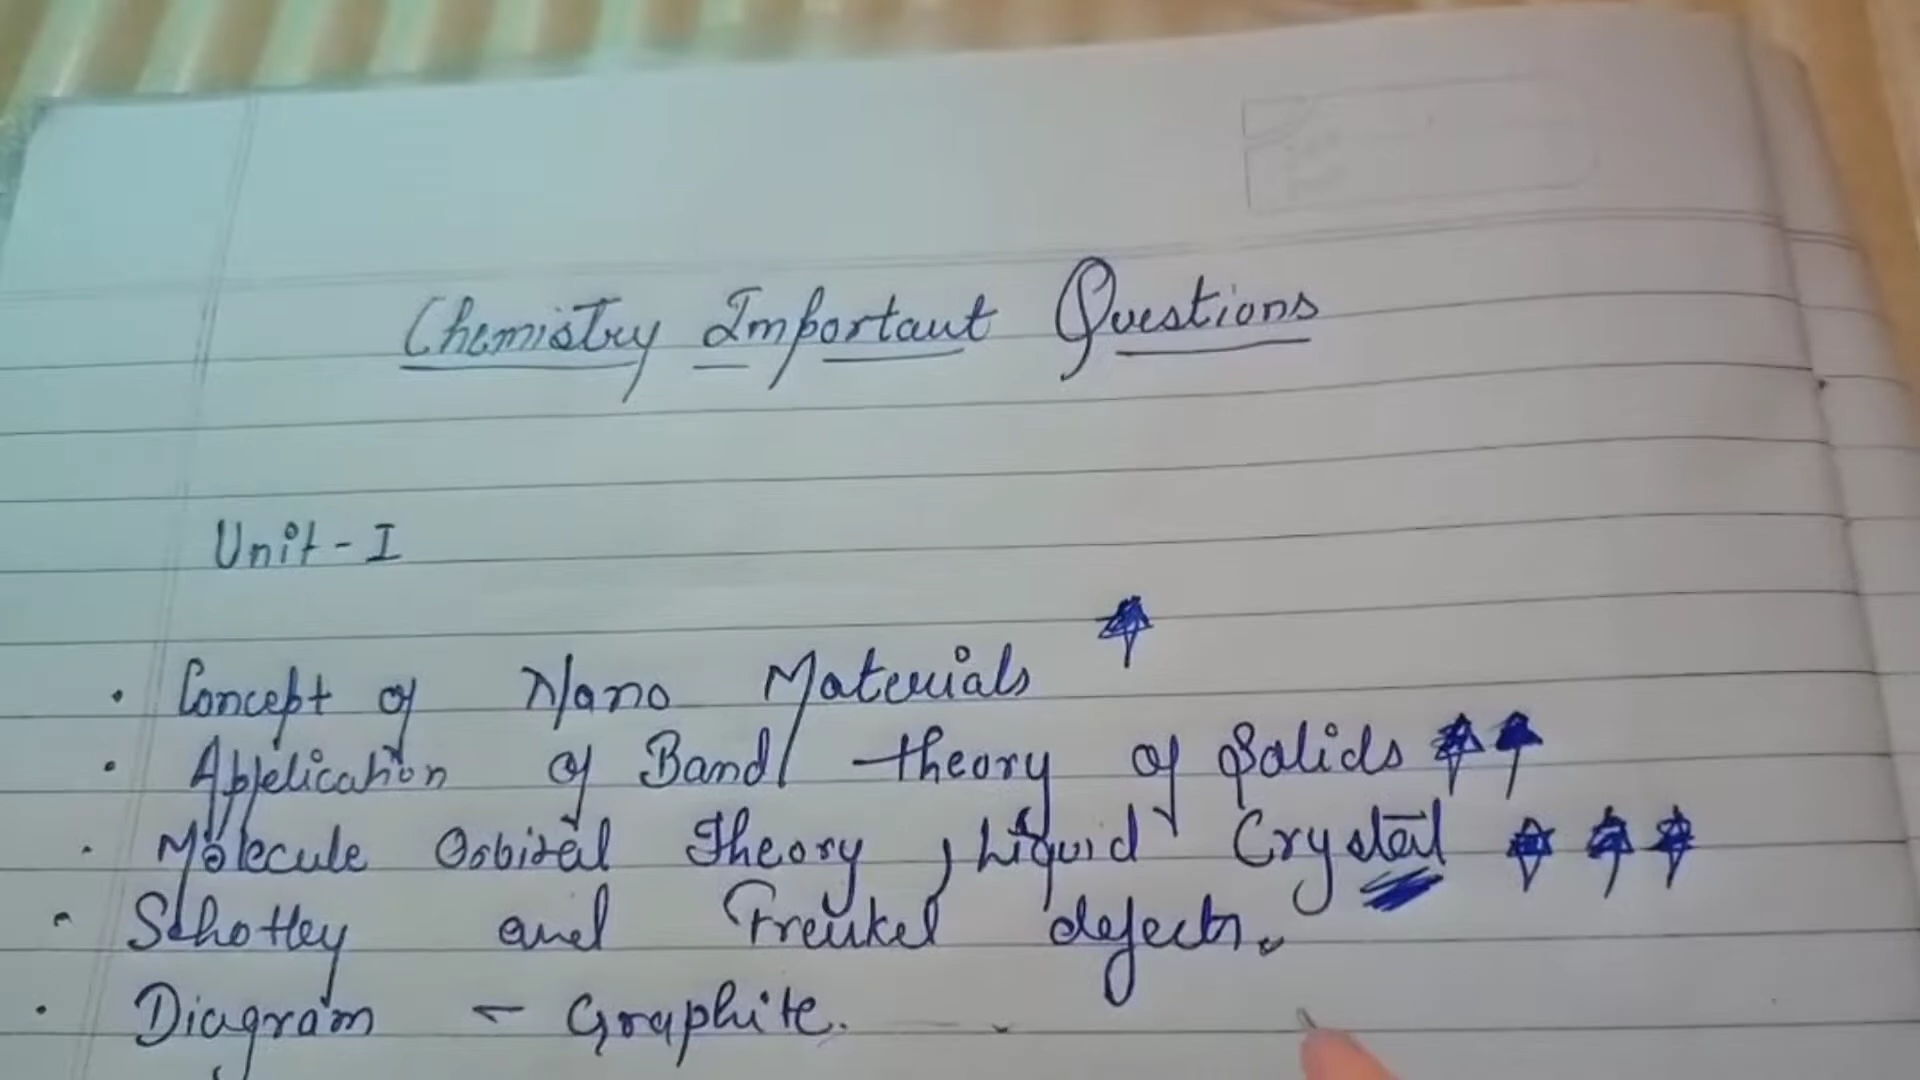 Chemistry Important Questions
Unit - I
• Concept of Nano Materials
• Application of Band theory of Solids
• Molecule Orbital Theory, Liquid Crystal
• Schottey and Frenkel defects.
• Diagram - Graphite.